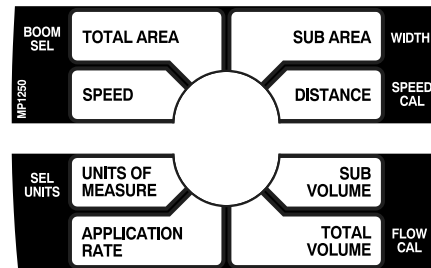 BOOM
SEL
TOTAL AREA
SUB AREA
WIDTH
MP1250
SPEED
DISTANCE
SPEED
CAL
SEL
UNITS
UNITS OF
MEASURE
SUB
VOLUME
APPLICATION
RATE
TOTAL
VOLUME
FLOW
CAL